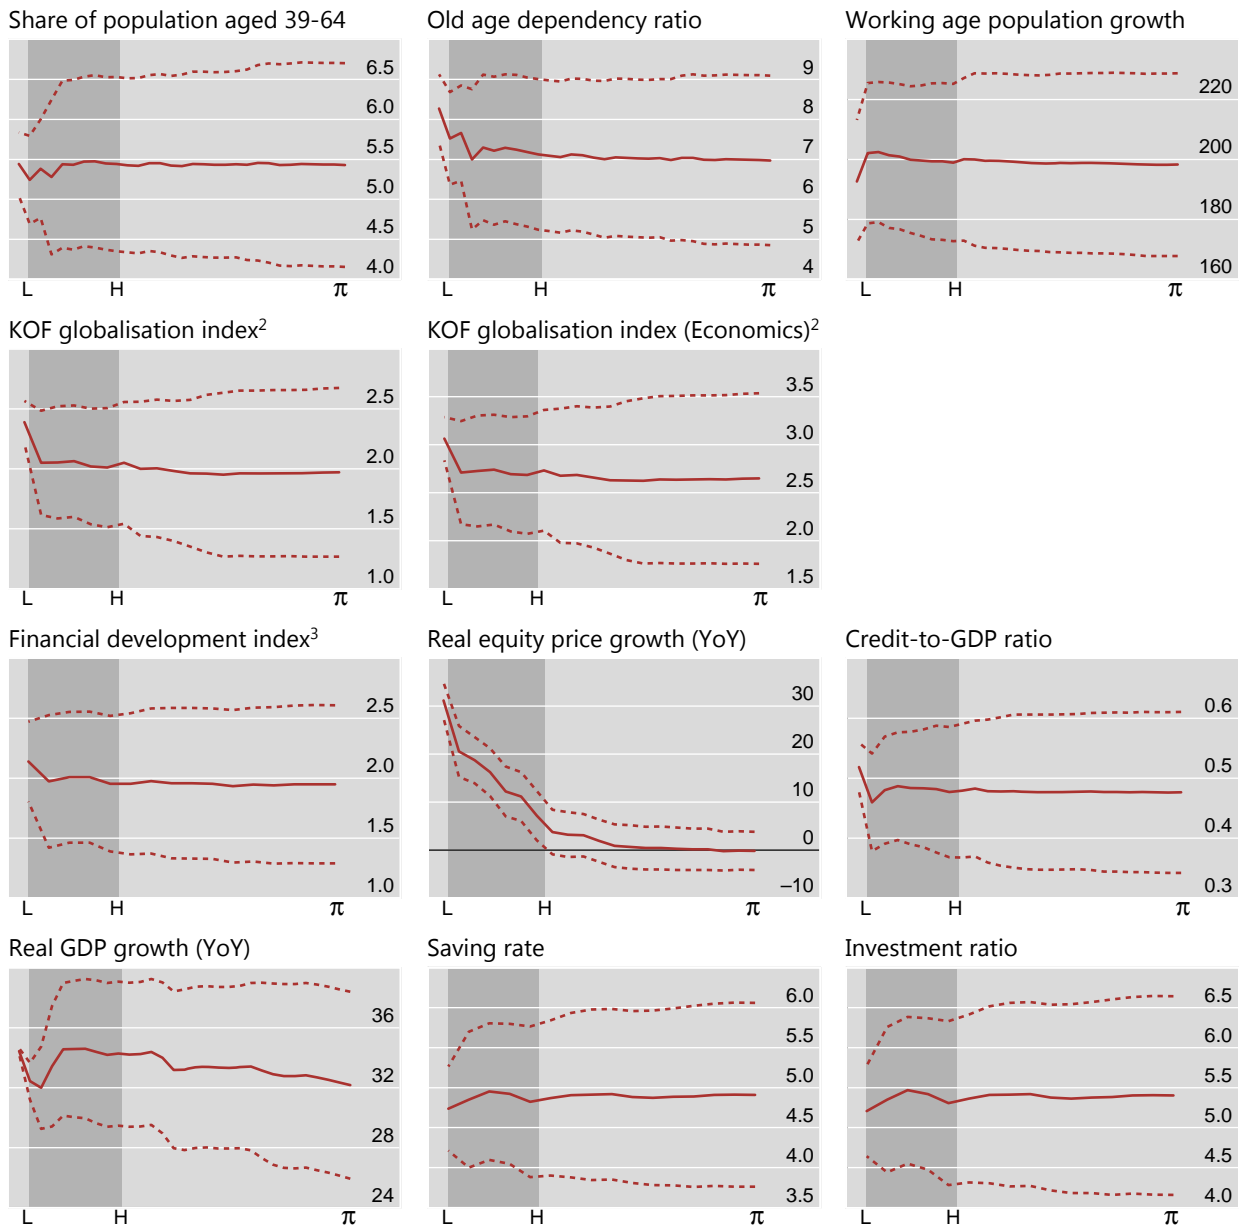 Share of population aged 39-64
Old age dependency ratio
Working age population growth
6.5
6.0
5.5
5.0
4.5
4.0
L H π
9
8
7
6
5
4
L H π
220
200
180
160
L H π
KOF globalisation index²
KOF globalisation index (Economics)²
2.5
2.0
1.5
1.0
L H π
3.5
3.0
2.5
2.0
1.5
L H π
Financial development index³
Real equity price growth (YoY)
Credit-to-GDP ratio
2.5
2.0
1.5
1.0
L H π
30
20
10
0
–10
L H π
0.6
0.5
0.4
0.3
L H π
Real GDP growth (YoY)
Saving rate
Investment ratio
36
32
28
24
L H π
6.0
5.5
5.0
4.5
4.0
3.5
L H π
6.5
6.0
5.5
5.0
4.5
4.0
L H π